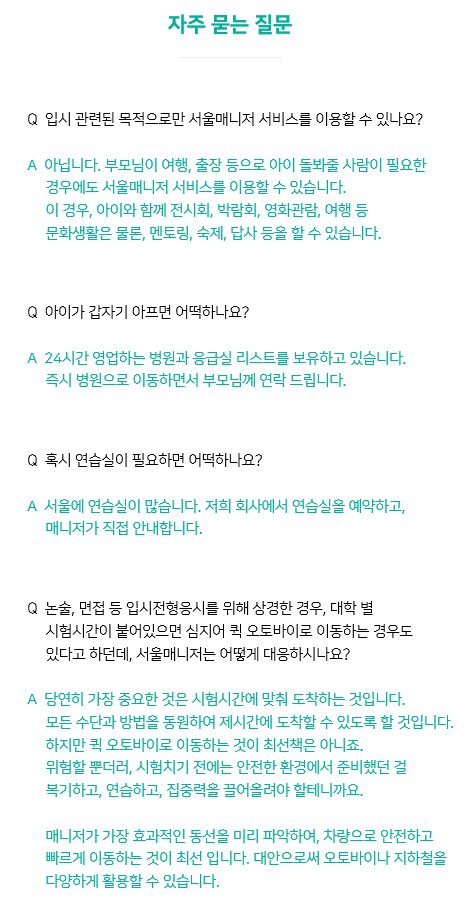 자주 묻는 질문
Q 입시 관련된 목적으로만 서울매니저 서비스를 이용할 수 있나요?
A 아닙니다. 부모님이 여행, 출장 등으로 아이 돌봐줄 사람이 필요한
경우에도 서울매니저 서비스를 이용할 수 있습니다.
이 경우, 아이와 함께 전시회, 박람회, 영화관람, 여행 등
문화생활은 물론, 멘토링, 숙제, 답사 등을 할 수 있습니다.
Q 아이가 갑자기 아프면 어떡하나요?
A 24시간 영업하는 병원과 응급실 리스트를 보유하고 있습니다.
즉시 병원으로 이동하면서 부모님께 연락 드립니다.
Q 혹시 연습실이 필요하면 어떡하나요?
A 서울에 연습실이 많습니다. 저희 회사에서 연습실을 예약하고,
매니저가 직접 안내합니다.
Q 논술, 면접 등 입시전형응시를 위해 상경한 경우, 대학 별
시험시간이 붙어있으면 심지어 퀵 오토바이로 이동하는 경우도
있다고 하던데, 서울매니저는 어떻게 대응하시나요?
A 당연히 가장 중요한 것은 시험시간에 맞춰 도착하는 것입니다.
모든 수단과 방법을 동원하여 제시간에 도착할 수 있도록 할 것입니다.
하지만 퀵 오토바이로 이동하는 것이 최선책은 아니죠.
위험할 뿐더러, 시험치기 전에는 안전한 환경에서 준비했던 걸
복기하고, 연습하고, 집중력을 끌어올려야 할테니까요.
매니저가 가장 효과적인 동선을 미리 파악하여, 차량으로 안전하고
빠르게 이동하는 것이 최선 입니다. 대안으로써 오토바이나 지하철을
다양하게 활용할 수 있습니다.